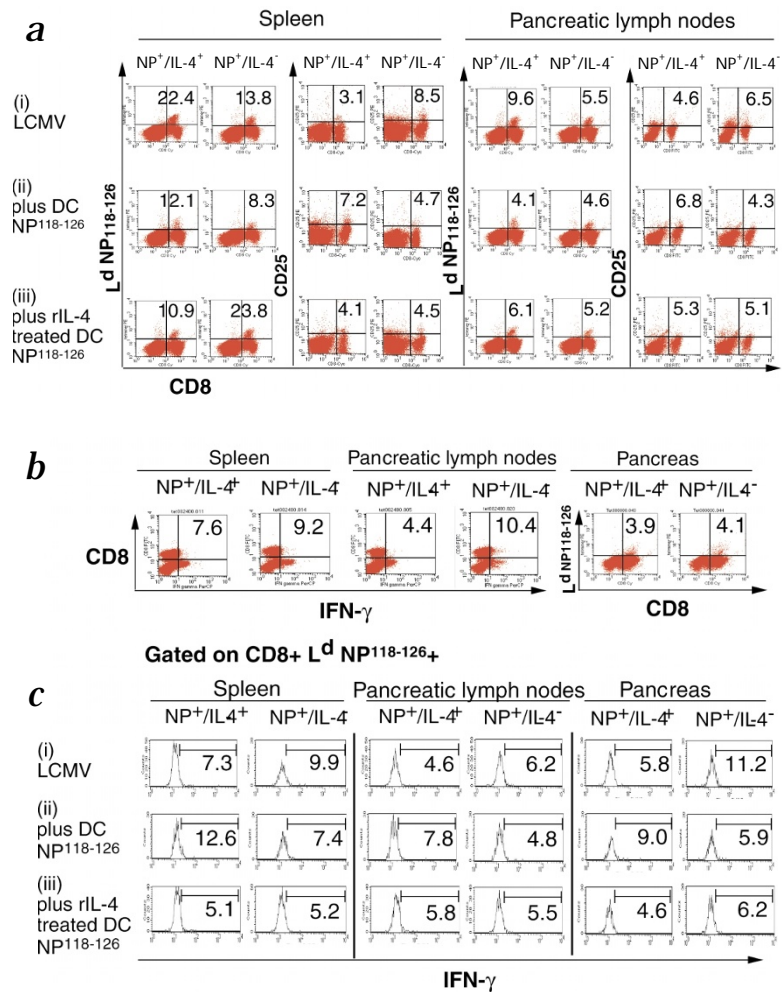 a
Spleen
Pancreatic lymph nodes
NP+/IL-4+ NP+/IL-4- NP+/IL-4+ NP+/IL-4- NP+/IL-4+ NP+/IL-4- NP+/IL-4+ NP+/IL-4-
(i)
LCMV
22.4 13.8 3.1 8.5 9.6 5.5 4.6 6.5
(ii)
plus DC
NP118-126
12.1 8.3 7.2 4.7 4.1 4.6 6.8 4.3
(iii)
plus rIL-4
treated DC
NP118-126
10.9 23.8 4.1 4.5 6.1 5.2 5.3 5.1
Ld NP118-126
CD25
Ld NP118-126
CD25
CD8
b
Spleen
Pancreatic lymph nodes
Pancreas
NP+/IL-4+ NP+/IL-4 NP+/IL-4+ NP+/IL-4 NP+/IL-4+ NP+/IL-4-
7.6 9.2 4.4 10.4 3.9 4.1
CD8
Ld NP118-126
IFN-γ
CD8
Gated on CD8+ Ld NP118-126+
c
Spleen
Pancreatic lymph nodes
Pancreas
NP+/IL4+ NP+/IL-4 NP+/IL-4+ NP+/IL-4- NP+/IL-4+ NP+/IL-4-
(i)
LCMV
7.3 9.9 4.6 6.2 5.8 11.2
(ii)
plus DC
NP118-126
12.6 7.4 7.8 4.8 9.0 5.9
(iii)
plus rIL-4
treated DC
NP118-126
5.1 5.2 5.8 5.5 4.6 6.2
IFN-γ